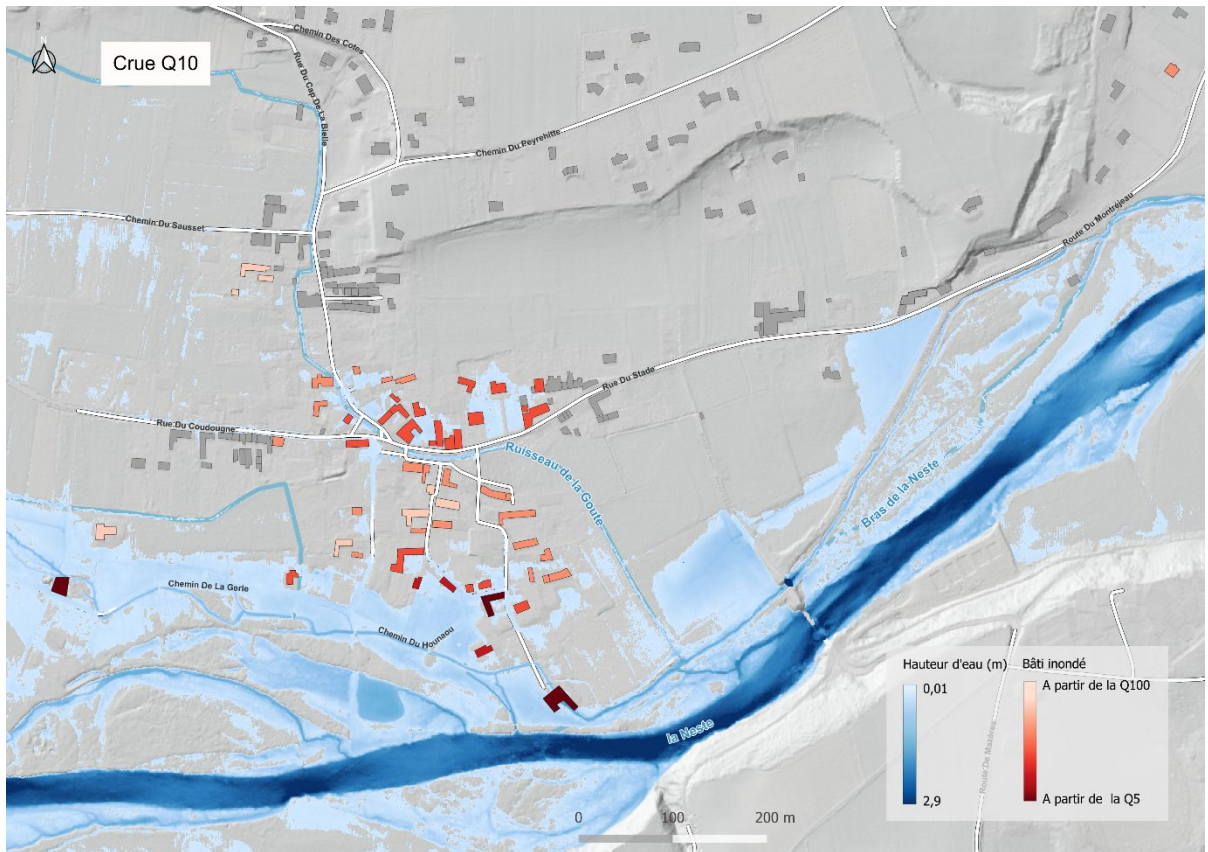 N
Crue Q10
Chemin Des Cotes
Rue Du Cap De La Bielle
Chemin Du Peyrehitte
Chemin Du Sausset
Route Du Montréjeau
Rue Du Stade
Rue Du Coudougne
Ruisseau de la Goute
Bras de la Neste
Chemin De La Gerle
Chemin Du Hounaou
la Neste
Route De Mazères
Hauteur d'eau (m)
0,01
2,9
Bâti inondé
A partir de la Q100
A partir de la Q5
0 100 200 m